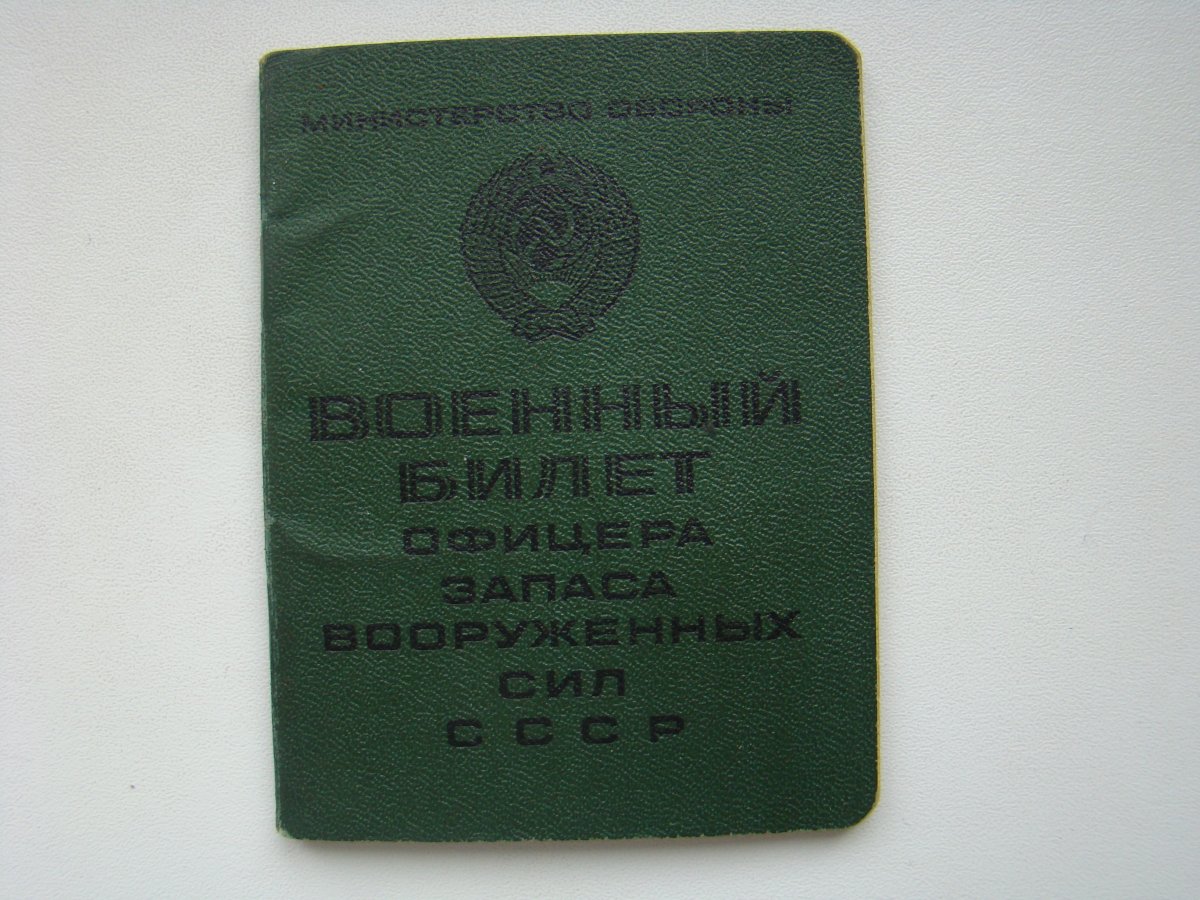 МИНИСТЕРСТВО ОБОРОНЫ
ВОЕННЫЙ
БИЛЕТ
ОФИЦЕРА
ЗАПАСА
ВООРУЖЕННЫХ
СИЛ
СССР